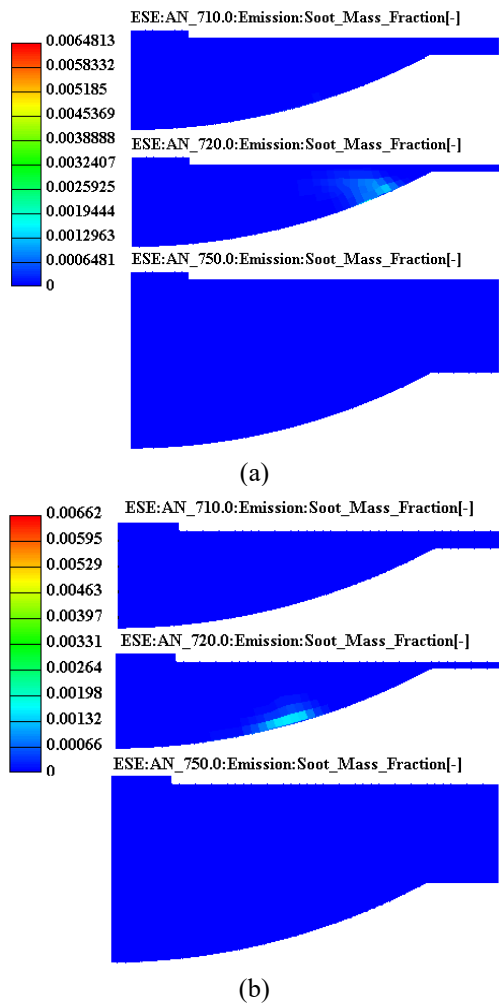 ESE:AN_710.0:Emission:Soot_Mass_Fraction[-]
0.0064813
0.0058332
0.005185
0.0045369
0.0038888
0.0032407
0.0025925
0.0019444
0.0012963
0.0006481
0
ESE:AN_720.0:Emission:Soot_Mass_Fraction[-]
ESE:AN_750.0:Emission:Soot_Mass_Fraction[-]
(a)
ESE:AN_710.0:Emission:Soot_Mass_Fraction[-]
0.00662
0.00595
0.00529
0.00463
0.00397
0.00331
0.00264
0.00198
0.00132
0.00066
0
ESE:AN_720.0:Emission:Soot_Mass_Fraction[-]
ESE:AN_750.0:Emission:Soot_Mass_Fraction[-]
(b)